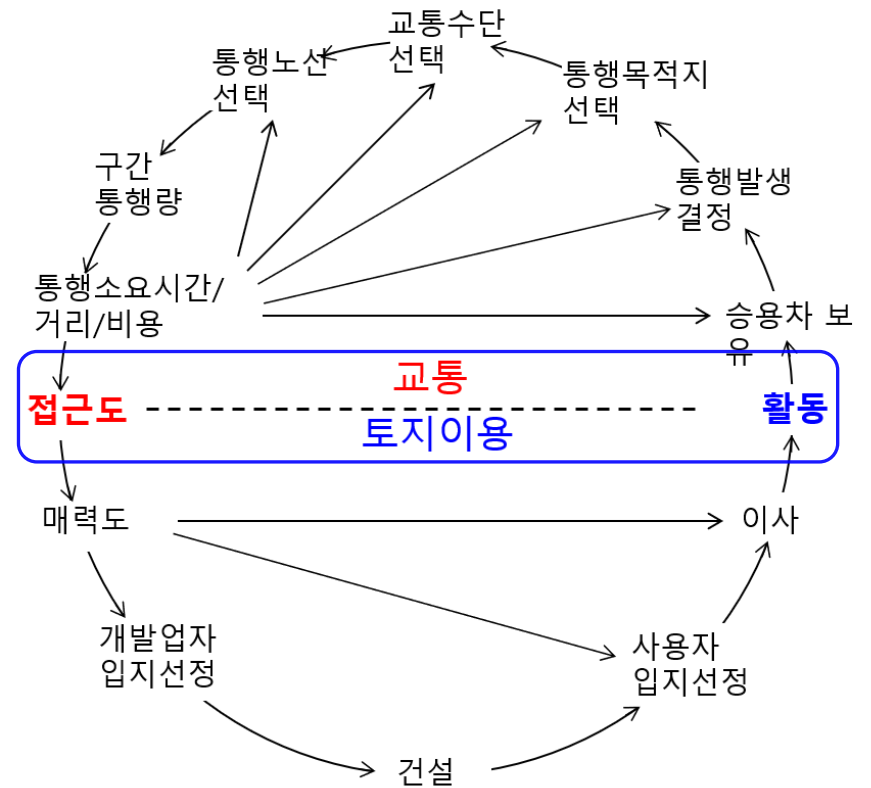 교통수단
선택
통행노선
선택
통행목적지
선택
구간
통행량
통행발생
결정
통행소요시간/
거리/비용
승용차 보
유
교통
접근도
활동
토지이용
매력도
이사
개발업자
입지선정
사용자
입지선정
건설